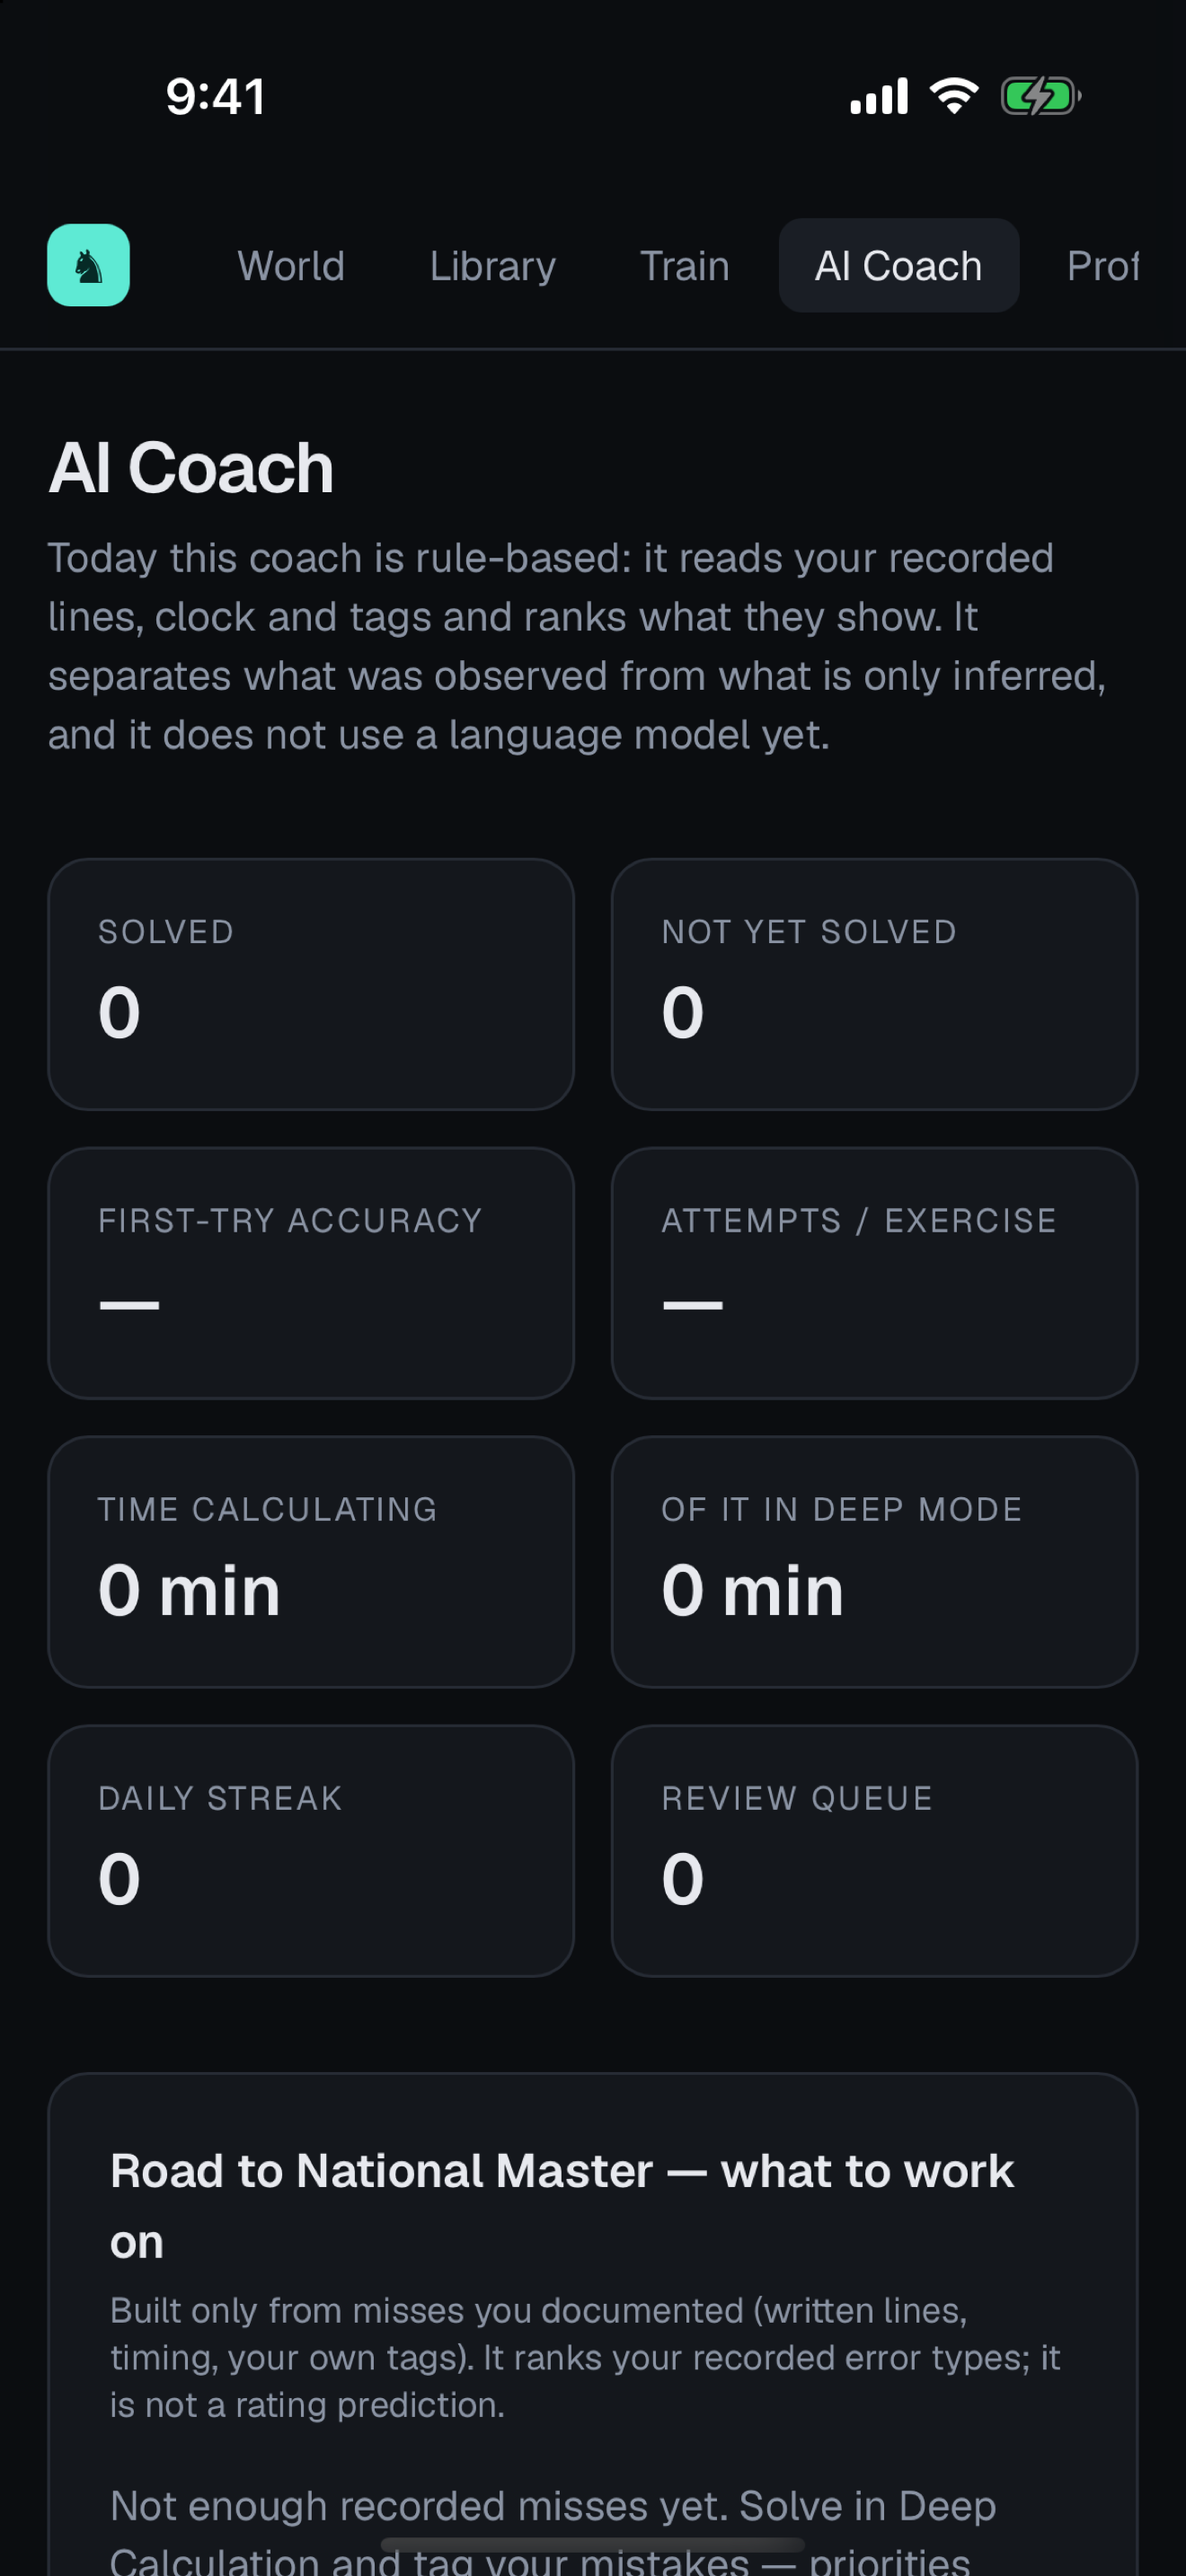 9:41
World Library Train AI Coach Prof
AI Coach
Today this coach is rule-based: it reads your recorded
lines, clock and tags and ranks what they show. It
separates what was observed from what is only inferred,
and it does not use a language model yet.
SOLVED
0
NOT YET SOLVED
0
FIRST-TRY ACCURACY
—
ATTEMPTS / EXERCISE
—
TIME CALCULATING
0 min
OF IT IN DEEP MODE
0 min
DAILY STREAK
0
REVIEW QUEUE
0
Road to National Master — what to work
on
Built only from misses you documented (written lines,
timing, your own tags). It ranks your recorded error types; it
is not a rating prediction.
Not enough recorded misses yet. Solve in Deep
Calculation and tag your mistakes — priorities